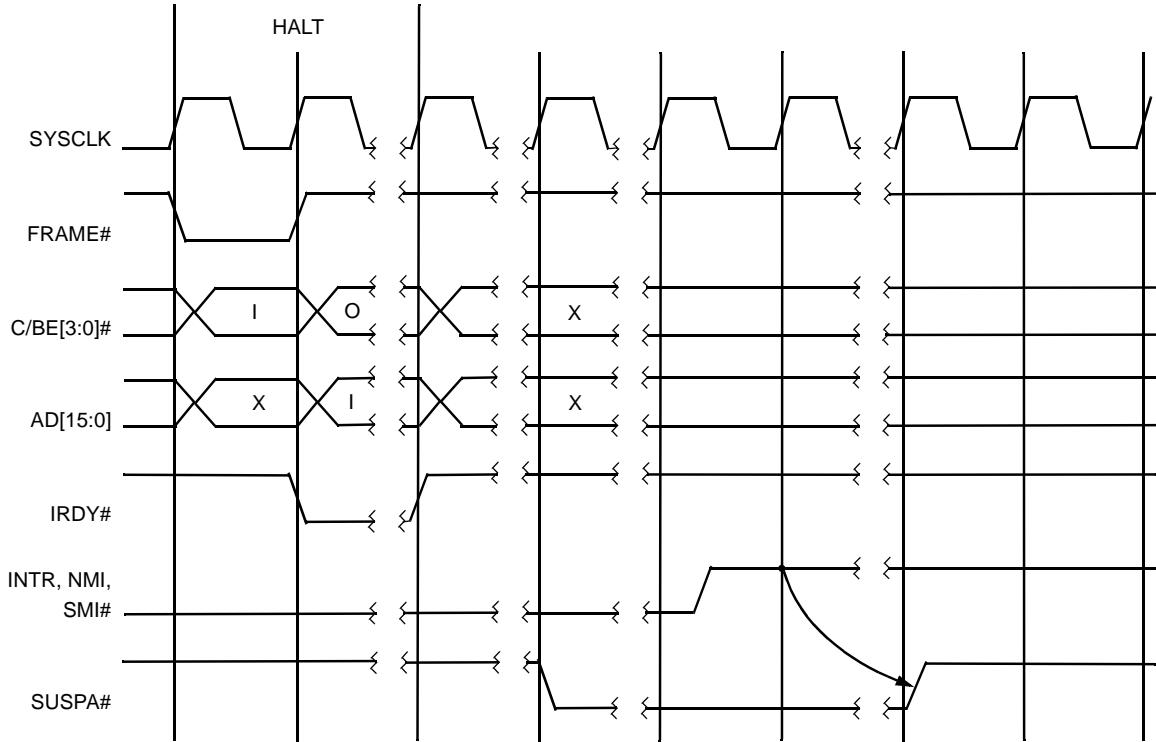 HALT
SYSCLK
FRAME#
C/BE[3:0]#
I
O
X
AD[15:0]
X
I
X
IRDY#
INTR, NMI,
SMI#
SUSPA#